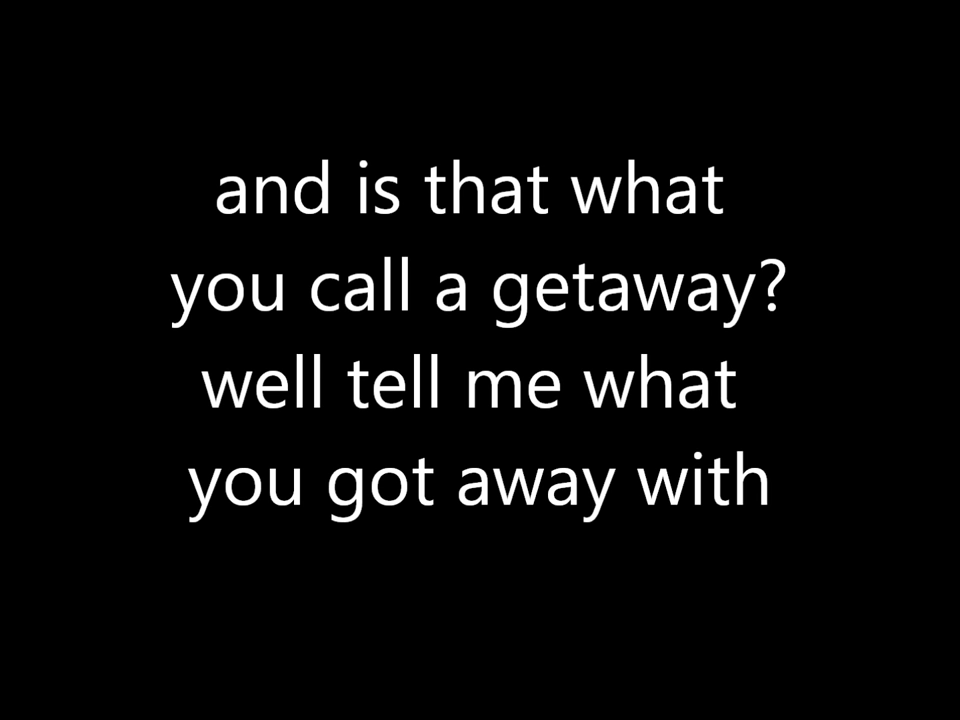 and is that what
you call a getaway?
well tell me what
you got away with